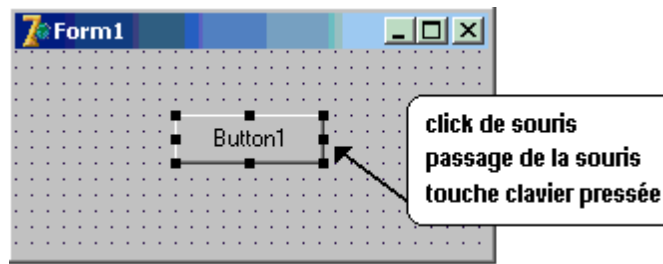 Form1
Button1
click de souris
passage de la souris
touche clavier pressée